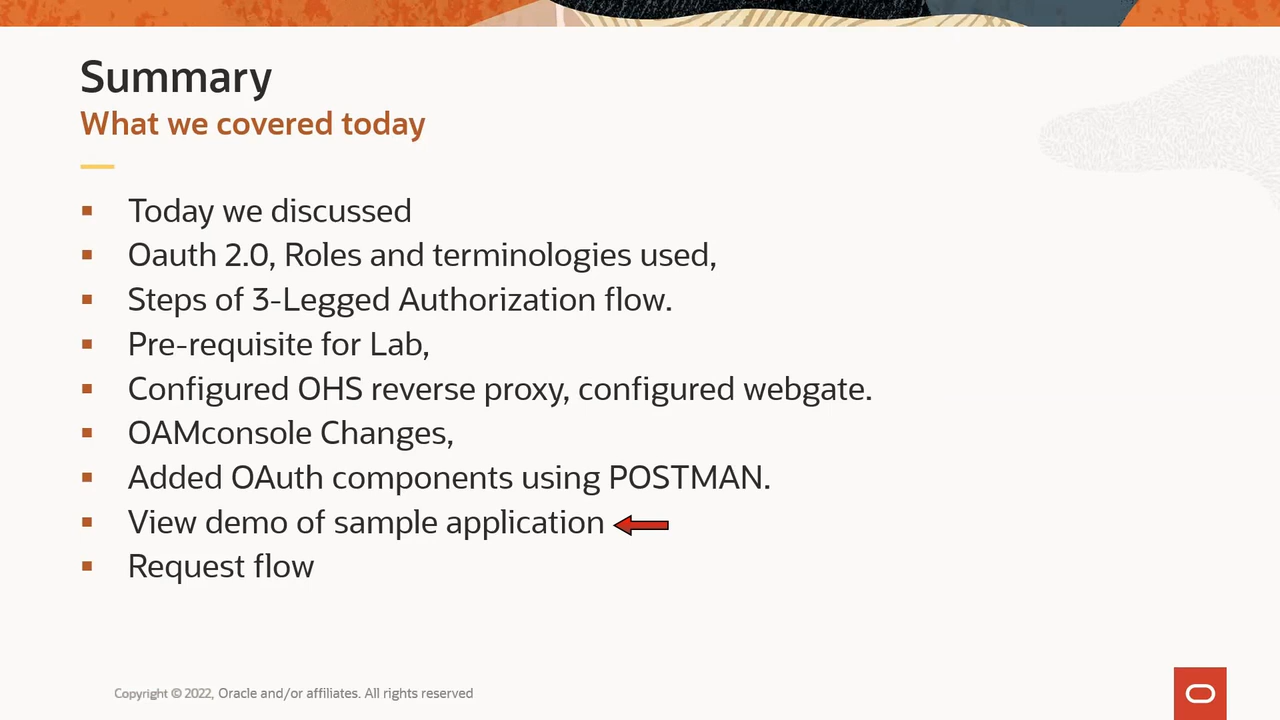 Summary
What we covered today
Today we discussed
Oauth 2.0, Roles and terminologies used,
Steps of 3-Legged Authorization flow.
Pre-requisite for Lab,
Configured OHS reverse proxy, configured webgate.
OAMconsole Changes,
Added OAuth components using POSTMAN.
View demo of sample application
Request flow
Copyright © 2022, Oracle and/or affiliates. All rights reserved